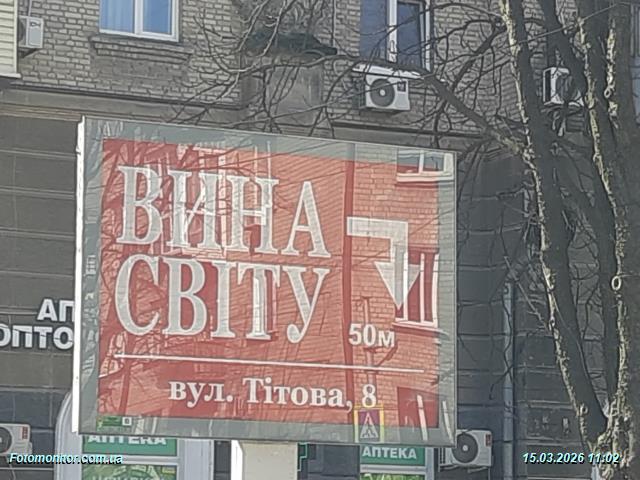 ВИНА
СВІТУ
50м
вул. Тітова, 8
АП
ОПТО
АПТЕКА
АПТЕКА
Fotomonitor.com.ua
15.03.2026 11:02